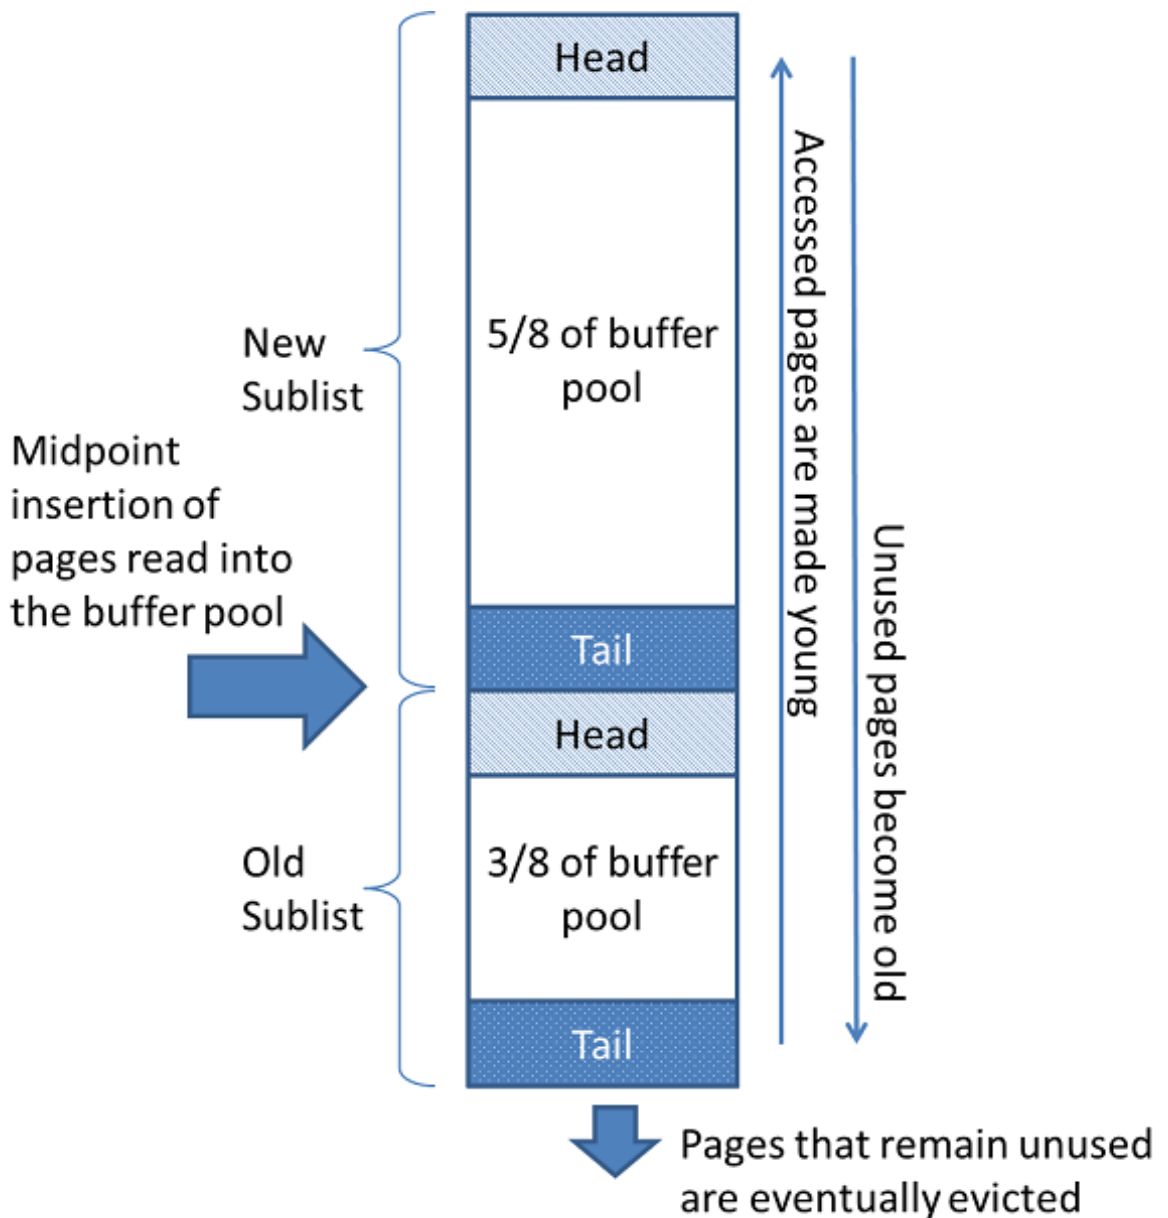 Head
5/8 of buffer
pool
New
Sublist
Midpoint
insertion of
pages read into
the buffer pool
Tail
Head
Old
Sublist
3/8 of buffer
pool
Tail
Accessed pages are made young
Unused pages become old
Pages that remain unused
are eventually evicted